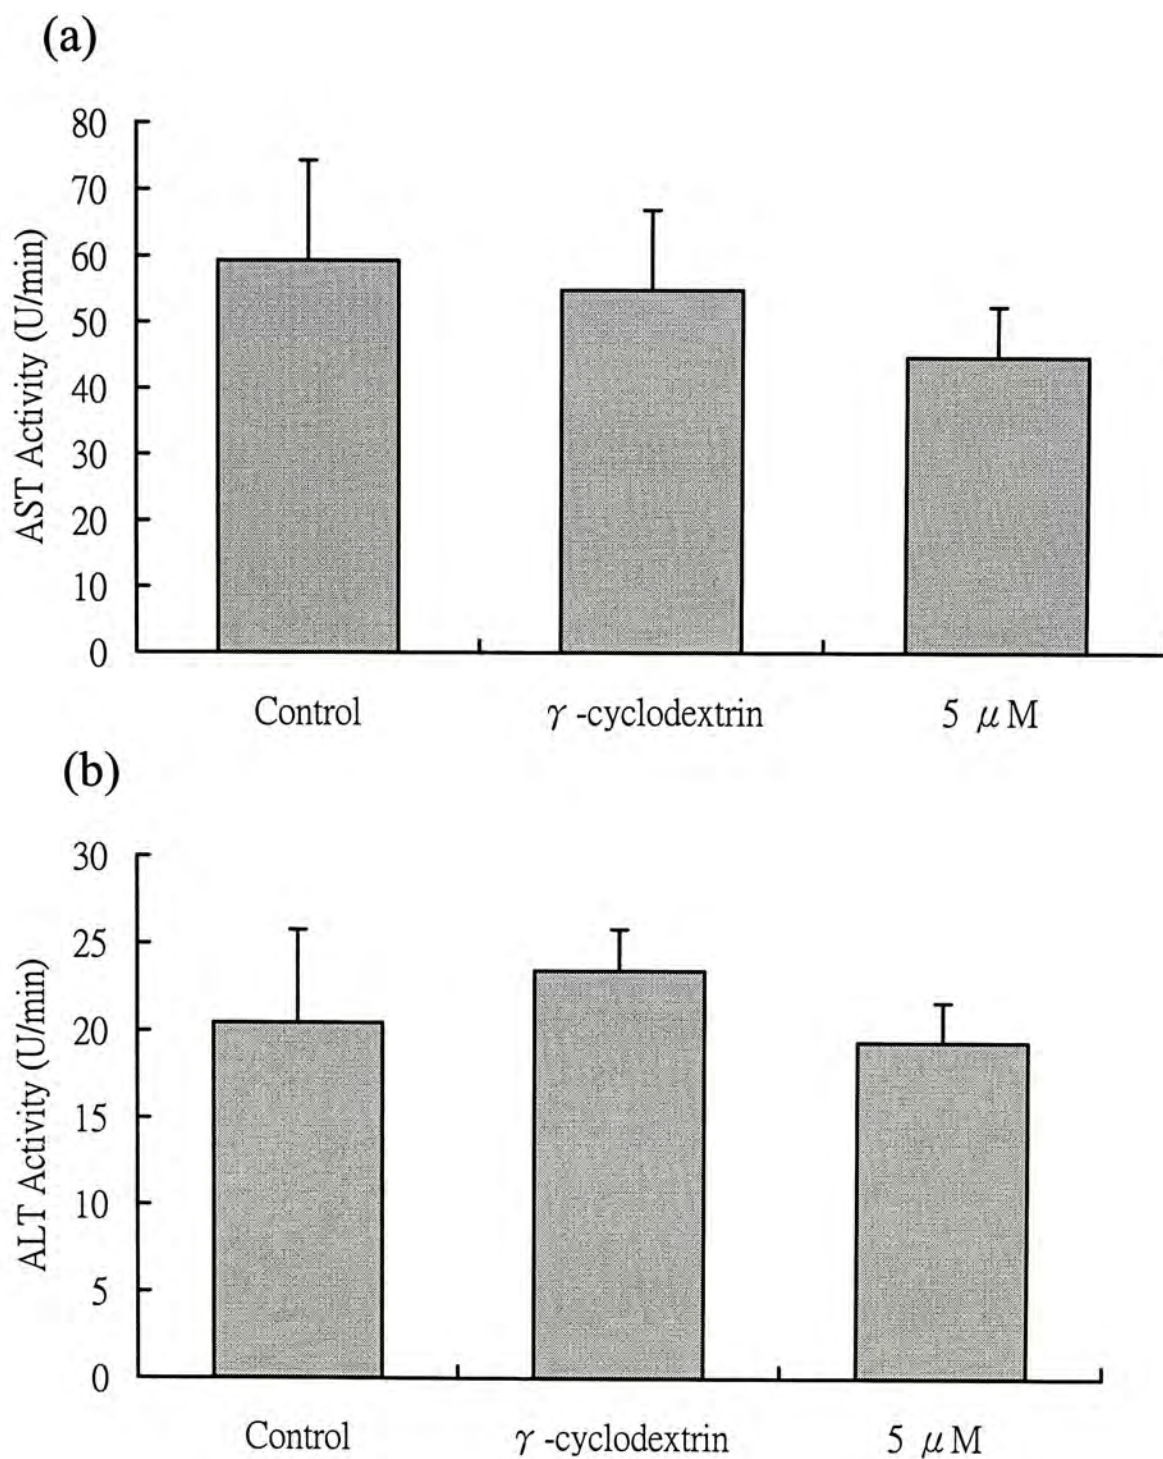 (a)
AST Activity (U/min)
80
70
60
50
40
30
20
10
0
Control
γ -cyclodextrin
5 μM
(b)
ALT Activity (U/min)
30
25
20
15
10
5
0
Control
γ -cyclodextrin
5 μM